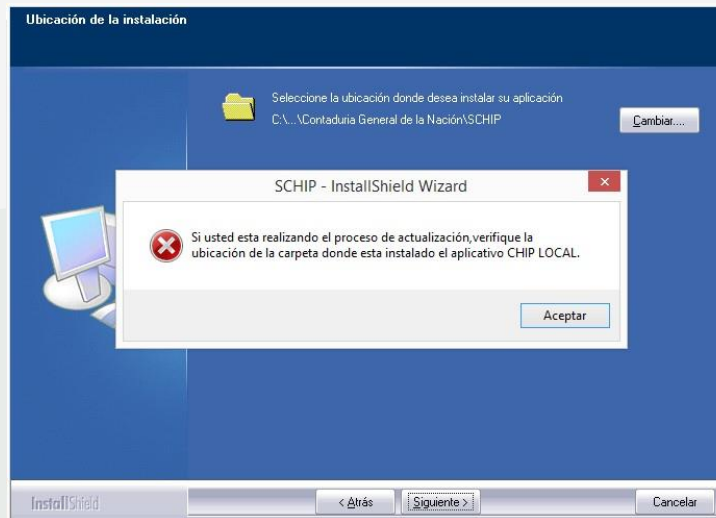 Ubicación de la instalación
Seleccione la ubicación donde desea instalar su aplicación
C:\...\Contaduria General de la Nación\SCHIP
Cambiar....
SCHIP - InstallShield Wizard
Si usted esta realizando el proceso de actualización,verifique la
ubicación de la carpeta donde esta instalado el aplicativo CHIP LOCAL.
Aceptar
InstallShield
< Atrás
Siguiente >
Cancelar